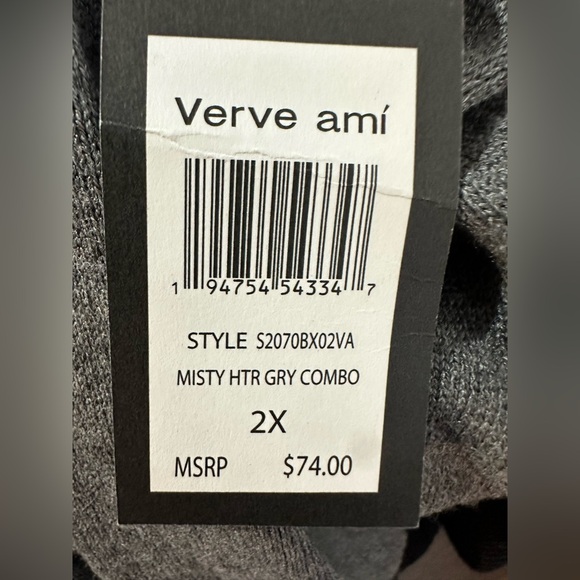 Verve amí
1 94754 54334 7
STYLE S2070BX02VA
MISTY HTR GRY COMBO
2X
MSRP $74.00